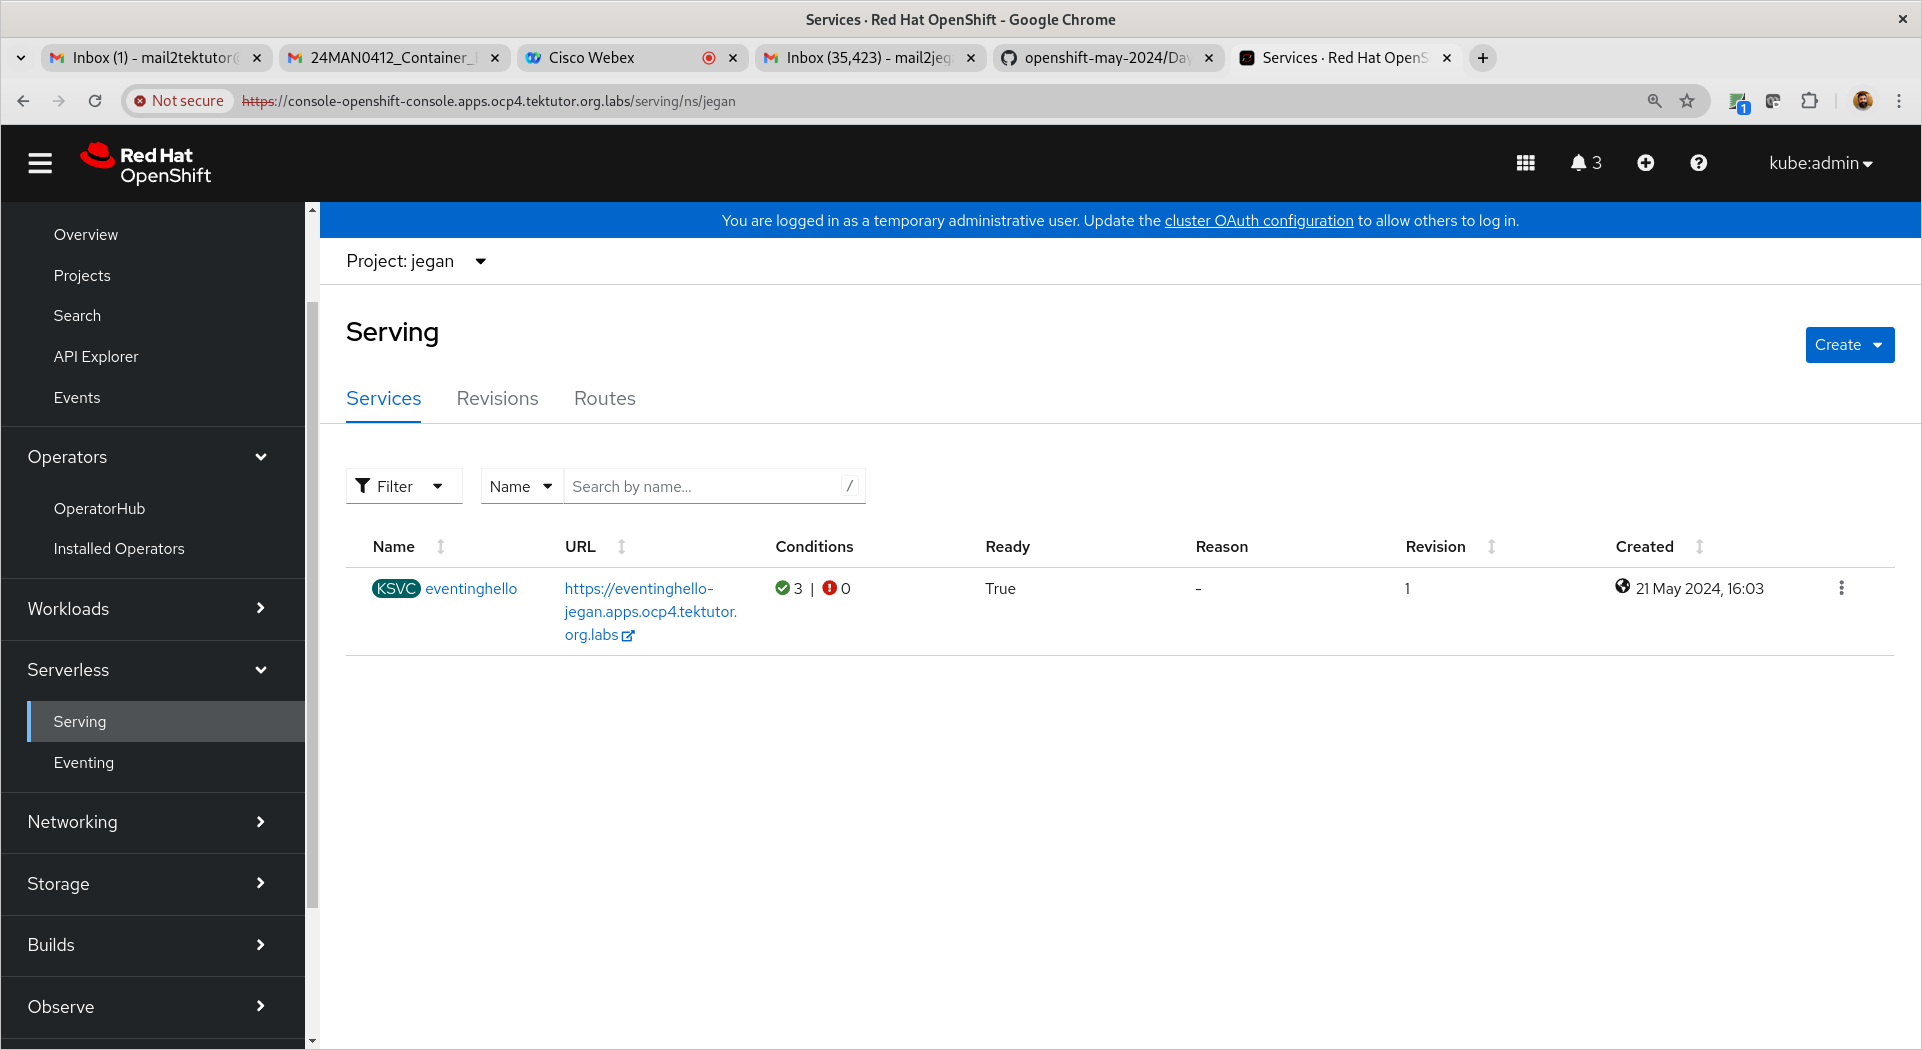 Services · Red Hat OpenShift - Google Chrome
Inbox (1) - mail2tektutor@
24MAN0412_Container_
Cisco Webex
Inbox (35,423) - mail2jeg
openshift-may-2024/Day
Services · Red Hat OpenS
Not secure https://console-openshift-console.apps.ocp4.tektutor.org.labs/serving/ns/jegan
1
Red Hat
OpenShift
3
kube:admin
You are logged in as a temporary administrative user. Update the cluster OAuth configuration to allow others to log in.
Overview
Projects
Search
API Explorer
Events
Operators
OperatorHub
Installed Operators
Workloads
Serverless
Serving
Eventing
Networking
Storage
Builds
Observe
Project: jegan
Serving
Create
Services Revisions Routes
Filter Name Search by name... /
Name URL Conditions Ready Reason Revision Created
KSVC eventinghello https://eventinghello- 3 | 0 True - 1 21 May 2024, 16:03
jegan.apps.ocp4.tektutor.
org.labs